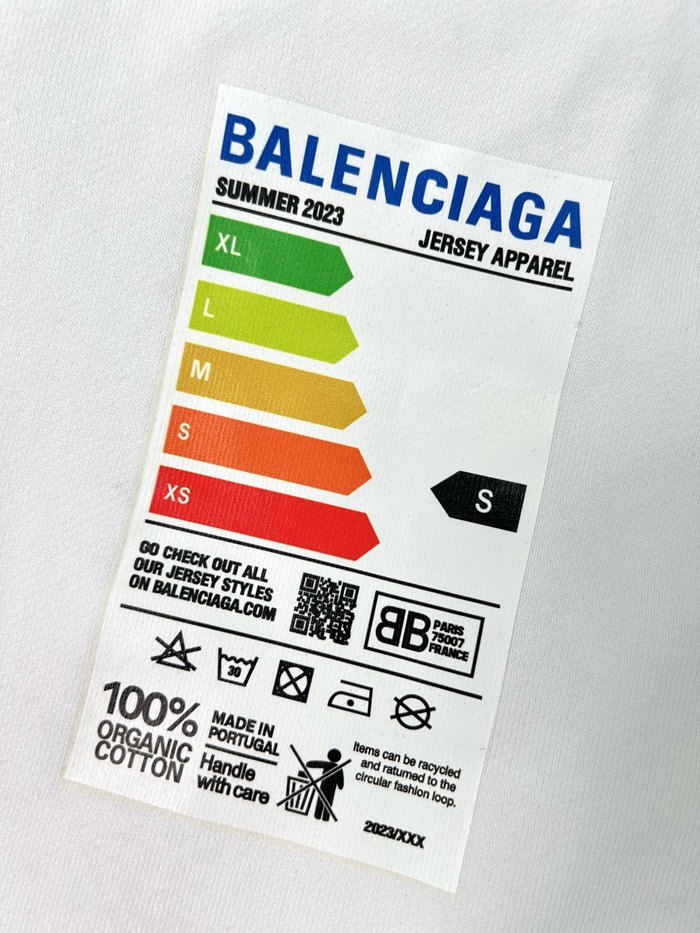 BALENCIAGA
SUMMER 2023
JERSEY APPAREL
XL
L
M
S
XS
S
GO CHECK OUT ALL
OUR JERSEY STYLES
ON BALENCIAGA.COM
BB
PARIS
75007
FRANCE
30
100%
ORGANIC
COTTON
MADE IN
PORTUGAL
Handle
with care
Items can be recycled
and returned to the
circular fashion loop.
2023/XXX